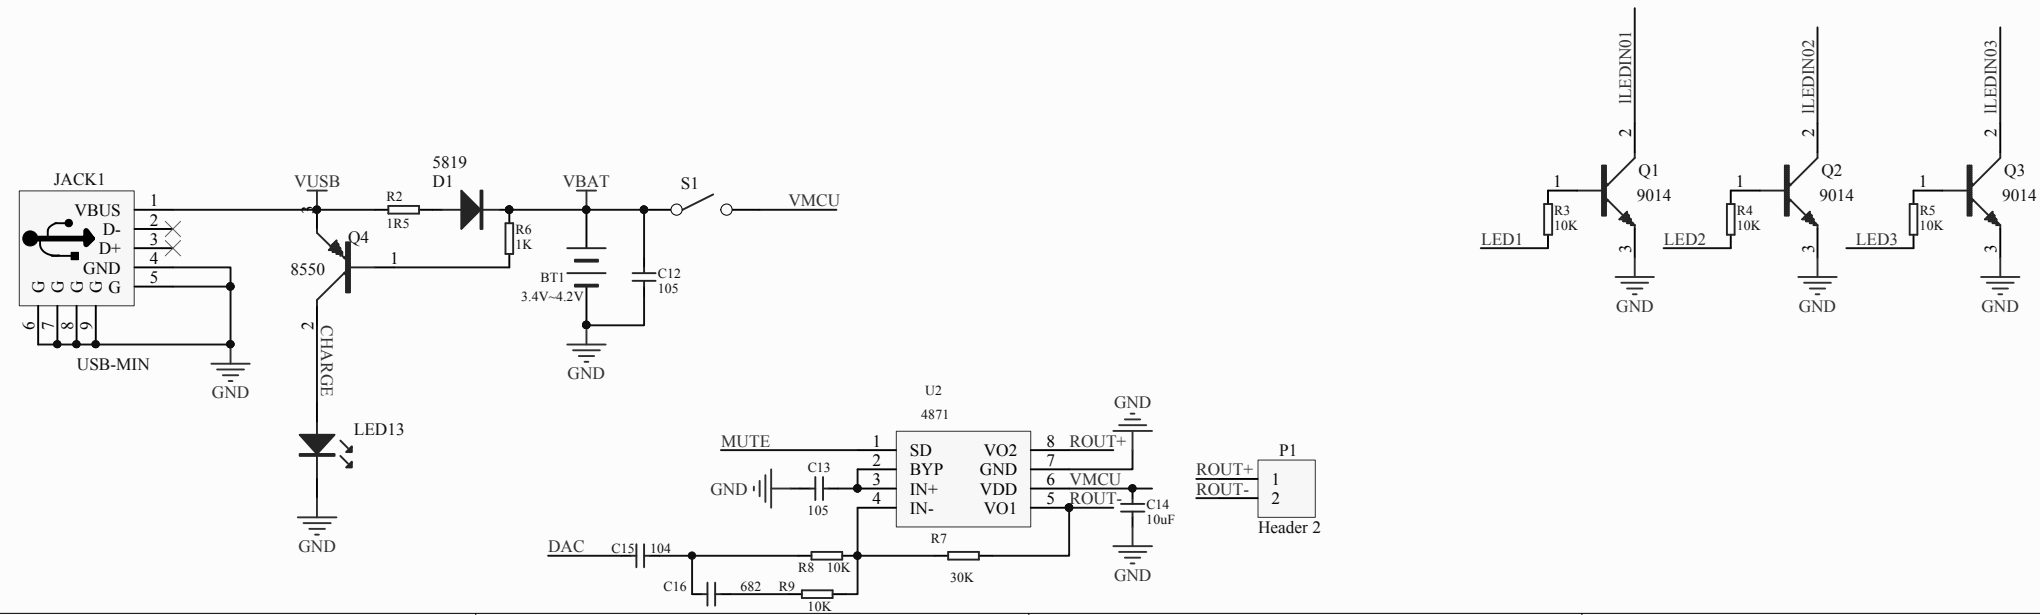 JACK1
VBUS
D-
D+
GND
G
G G G G
1
2
3
4
5
6 7 8 9
USB-MIN
GND
VUSB
3
Q4
8550
1
2
CHARGE
LED13
GND
R2
1R5
5819
D1
R6
1K
VBAT
BT1
3.4V~4.2V
C12
105
GND
S1
VMCU
U2
4871
MUTE
1
2
3
4
SD
BYP
IN+
IN-
VO2
GND
VDD
VO1
8
7
6
5
ROUT+
VMCU
ROUT-
GND
C13
105
GND
C14
10uF
GND
DAC
C15
104
R8
10K
R7
30K
C16
682
R9
10K
P1
ROUT+
ROUT-
1
2
Header 2
lLEDIN01
2
Q1
9014
1
R3
10K
LED1
3
GND
lLEDIN02
2
Q2
9014
1
R4
10K
LED2
3
GND
lLEDIN03
2
Q3
9014
1
R5
10K
LED3
3
GND